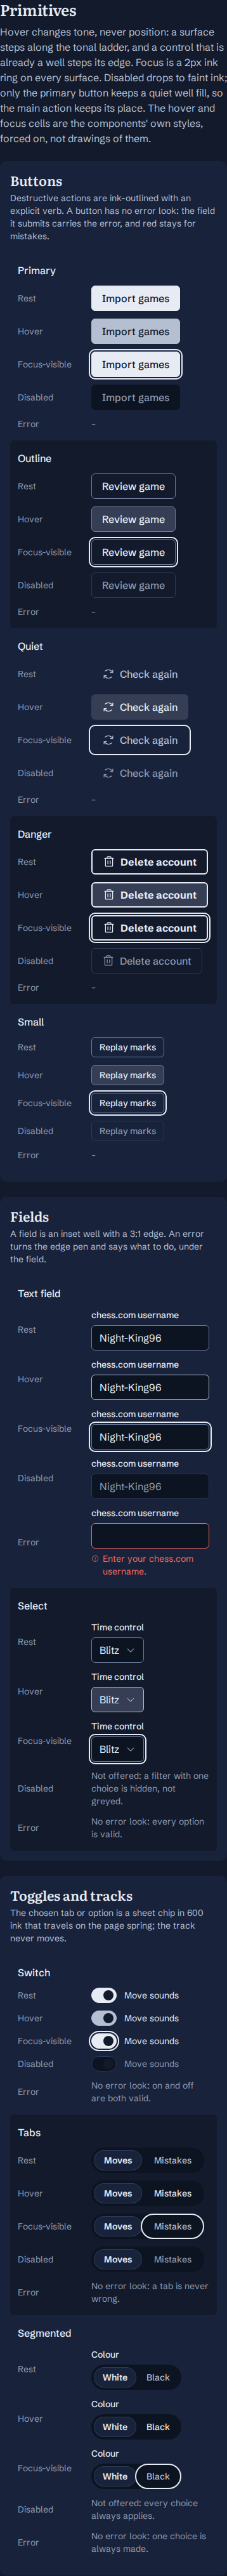 Primitives
Hover changes tone, never position: a surface
steps along the tonal ladder, and a control that is
already a well steps its edge. Focus is a 2px ink
ring on every surface. Disabled drops to faint ink;
only the primary button keeps a quiet well fill, so
the main action keeps its place. The hover and
focus cells are the components' own styles,
forced on, not drawings of them.
Buttons
Destructive actions are ink-outlined with an
explicit verb. A button has no error look: the field
it submits carries the error, and red stays for
mistakes.
Primary
Rest Import games
Hover Import games
Focus-visible Import games
Disabled Import games
Error –
Outline
Rest Review game
Hover Review game
Focus-visible Review game
Disabled Review game
Error –
Quiet
Rest Check again
Hover Check again
Focus-visible Check again
Disabled Check again
Error –
Danger
Rest Delete account
Hover Delete account
Focus-visible Delete account
Disabled Delete account
Error –
Small
Rest Replay marks
Hover Replay marks
Focus-visible Replay marks
Disabled Replay marks
Error –
Fields
A field is an inset well with a 3:1 edge. An error
turns the edge pen and says what to do, under
the field.
Text field
chess.com username
Rest Night-King96
chess.com username
Hover Night-King96
chess.com username
Focus-visible Night-King96
chess.com username
Disabled Night-King96
chess.com username
Error
Enter your chess.com
username.
Select
Time control
Rest Blitz
Time control
Hover Blitz
Time control
Focus-visible Blitz
Disabled Not offered: a filter with one
choice is hidden, not
greyed.
Error No error look: every option
is valid.
Toggles and tracks
The chosen tab or option is a sheet chip in 600
ink that travels on the page spring; the track
never moves.
Switch
Rest Move sounds
Hover Move sounds
Focus-visible Move sounds
Disabled Move sounds
Error No error look: on and off
are both valid.
Tabs
Rest Moves Mistakes
Hover Moves Mistakes
Focus-visible Moves Mistakes
Disabled Moves Mistakes
Error No error look: a tab is never
wrong.
Segmented
Colour
Rest White Black
Colour
Hover White Black
Colour
Focus-visible White Black
Disabled Not offered: every choice
always applies.
Error No error look: one choice is
always made.